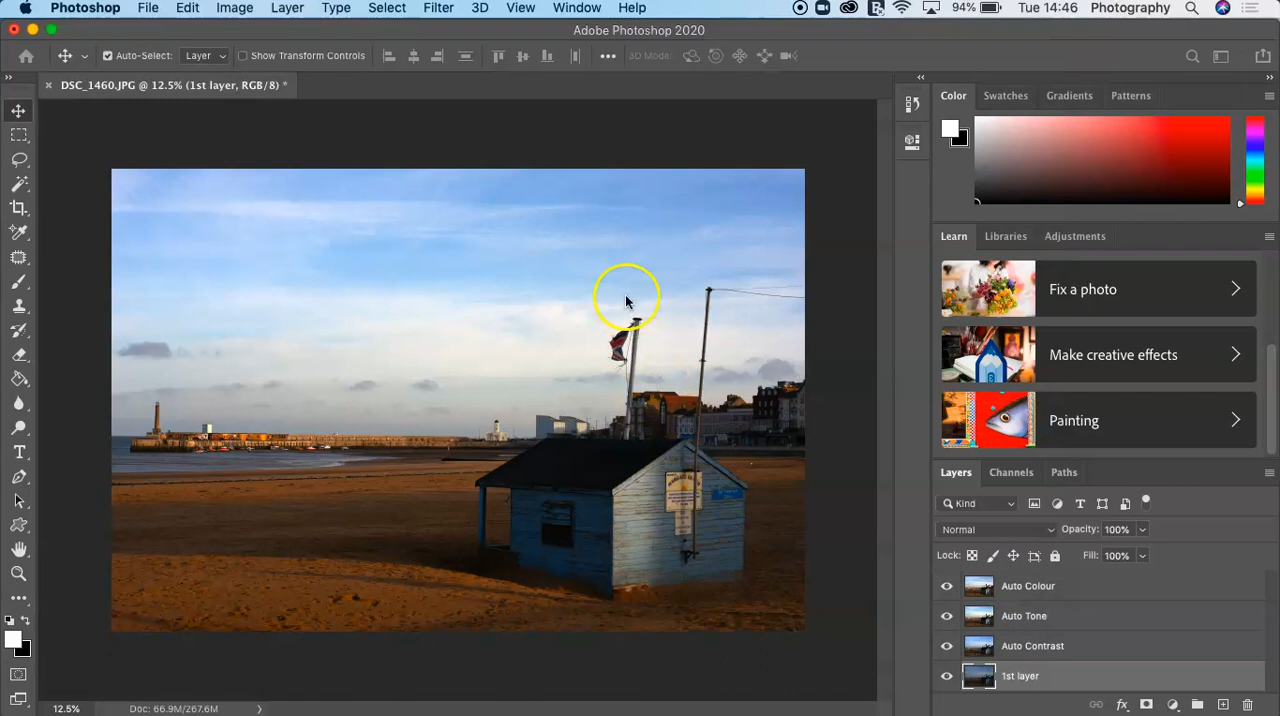 Photoshop File Edit Image Layer Type Select Filter 3D View Window Help 94% Tue 14:46 Photography
Adobe Photoshop 2020
Auto-Select: Layer Show Transform Controls 3D Mode:
DSC_1460.JPG @ 12.5% (1st layer, RGB/8) *
Color Swatches Gradients Patterns
Learn Libraries Adjustments
Fix a photo
Make creative effects
Painting
Layers Channels Paths
Kind
Normal Opacity: 100%
Lock: Fill: 100%
Auto Colour
Auto Tone
Auto Contrast
1st layer
12.5% Doc: 66.9M/267.6M